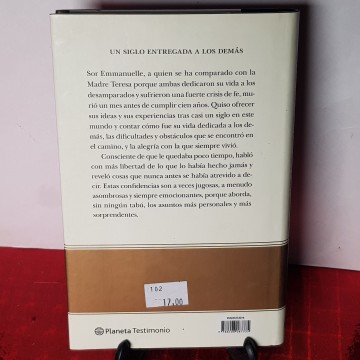 UN SIGLO ENTREGADA A LOS DEMÁS
Sor Emmanuelle, a quien se ha comparado con la
Madre Teresa porque ambas dedicaron su vida a los
desamparados y sufrieron una fuerte crisis de fe, mu-
rió un mes antes de cumplir cien años. Quiso ofrecer
sus ideas y sus experiencias tras casi un siglo en este
mundo y contar cómo fue su vida dedicada a los de-
más, las dificultades y obstáculos que se encontró en
el camino, y la alegría con la que siempre vivió.
Consciente de que le quedaba poco tiempo, habló
con más libertad de lo que lo había hecho jamás y
reveló cosas que nunca antes se había atrevido a de-
cir. Estas confidencias son a veces jugosas, a menudo
asombrosas y siempre emocionantes, porque aborda,
sin ningún tabú, los asuntos más personales y más
sorprendentes.
102
17,00
Planeta Testimonio